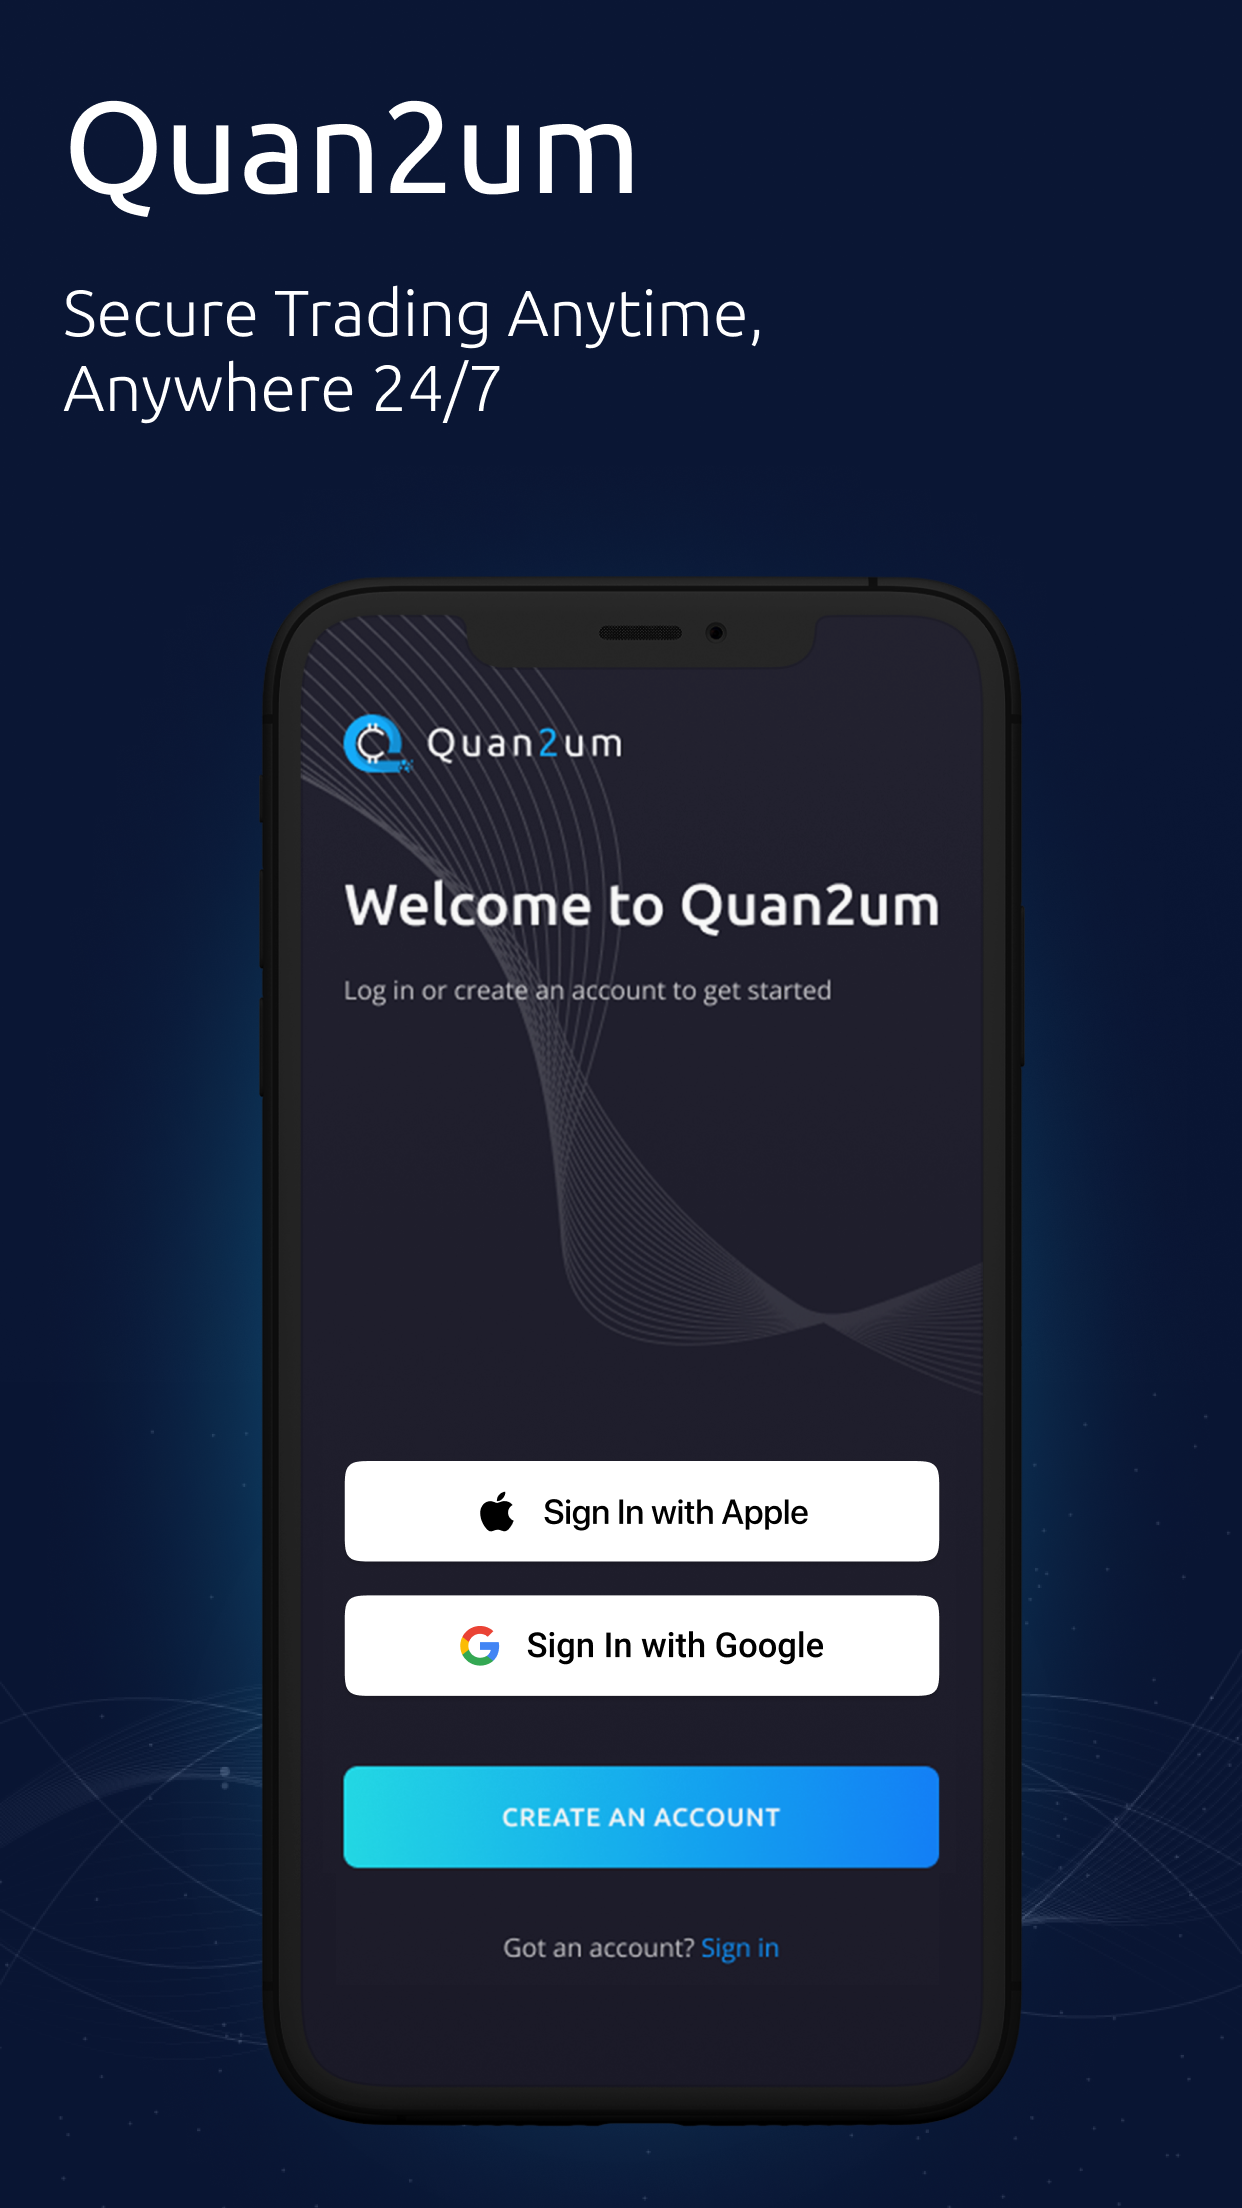 Quan2um
Secure Trading Anytime,
Anywhere 24/7
Quan2um
Welcome to Quan2um
Log in or create an account to get started
Sign In with Apple
Sign In with Google
CREATE AN ACCOUNT
Got an account? Sign in